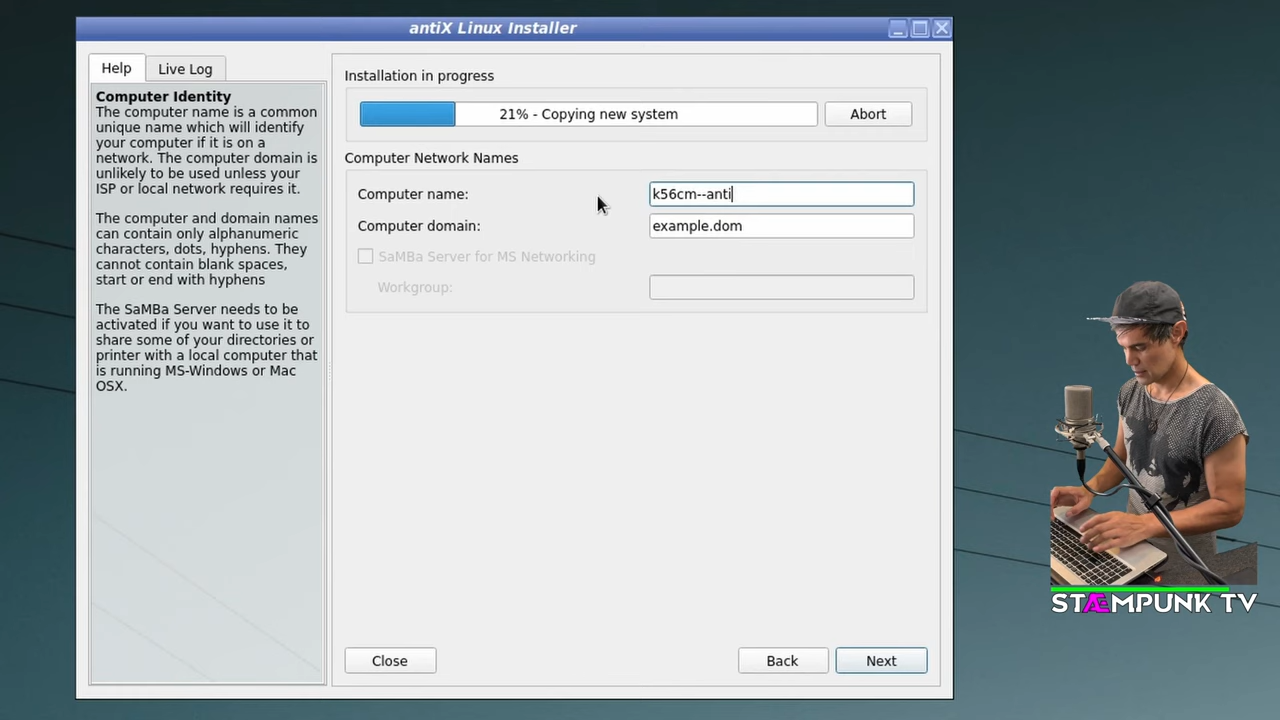 antiX Linux Installer
Help
Live Log
Computer Identity
The computer name is a common
unique name which will identify
your computer if it is on a
network. The computer domain is
unlikely to be used unless your
ISP or local network requires it.
The computer and domain names
can contain only alphanumeric
characters, dots, hyphens. They
cannot contain blank spaces,
start or end with hyphens
The SaMBa Server needs to be
activated if you want to use it to
share some of your directories or
printer with a local computer that
is running MS-Windows or Mac
OSX.
Installation in progress
21% - Copying new system
Abort
Computer Network Names
Computer name:
k56cm--anti
Computer domain:
example.dom
SaMBa Server for MS Networking
Workgroup:
Close
Back
Next
STÆMPUNK TV